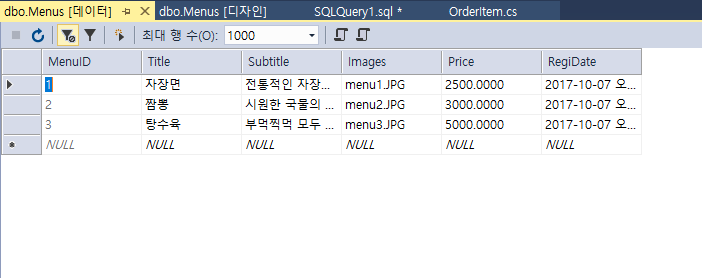 dbo.Menus [데이터] dbo.Menus [디자인] SQLQuery1.sql * OrderItem.cs
최대 행 수(O): 1000
MenuID Title Subtitle Images Price RegiDate
1 자장면 전통적인 자장... menu1.JPG 2500.0000 2017-10-07 오...
2 짬뽕 시원한 국물의 ... menu2.JPG 3000.0000 2017-10-07 오...
3 탕수육 부먹찍먹 모두 ... menu3.JPG 5000.0000 2017-10-07 오...
NULL NULL NULL NULL NULL NULL